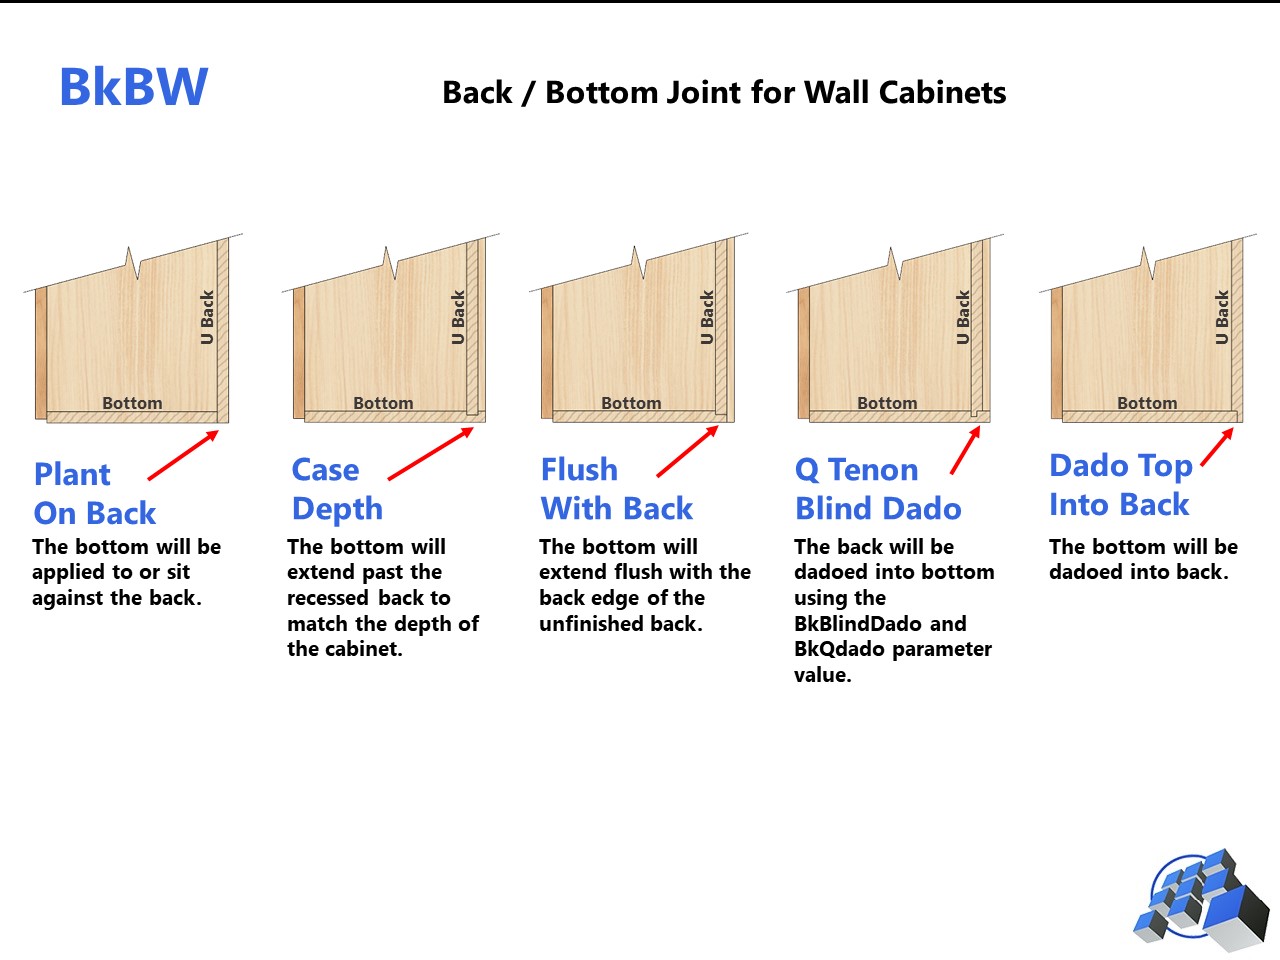 BkBW
Back / Bottom Joint for Wall Cabinets
U Back
Bottom
Plant
On Back
The bottom will be
applied to or sit
against the back.
U Back
Bottom
Case
Depth
The bottom will
extend past the
recessed back to
match the depth of
the cabinet.
U Back
Bottom
Flush
With Back
The bottom will
extend flush with the
back edge of the
unfinished back.
U Back
Bottom
Q Tenon
Blind Dado
The back will be
dadoed into bottom
using the
BkBlindDado and
BkQdado parameter
value.
U Back
Bottom
Dado Top
Into Back
The bottom will be
dadoed into back.